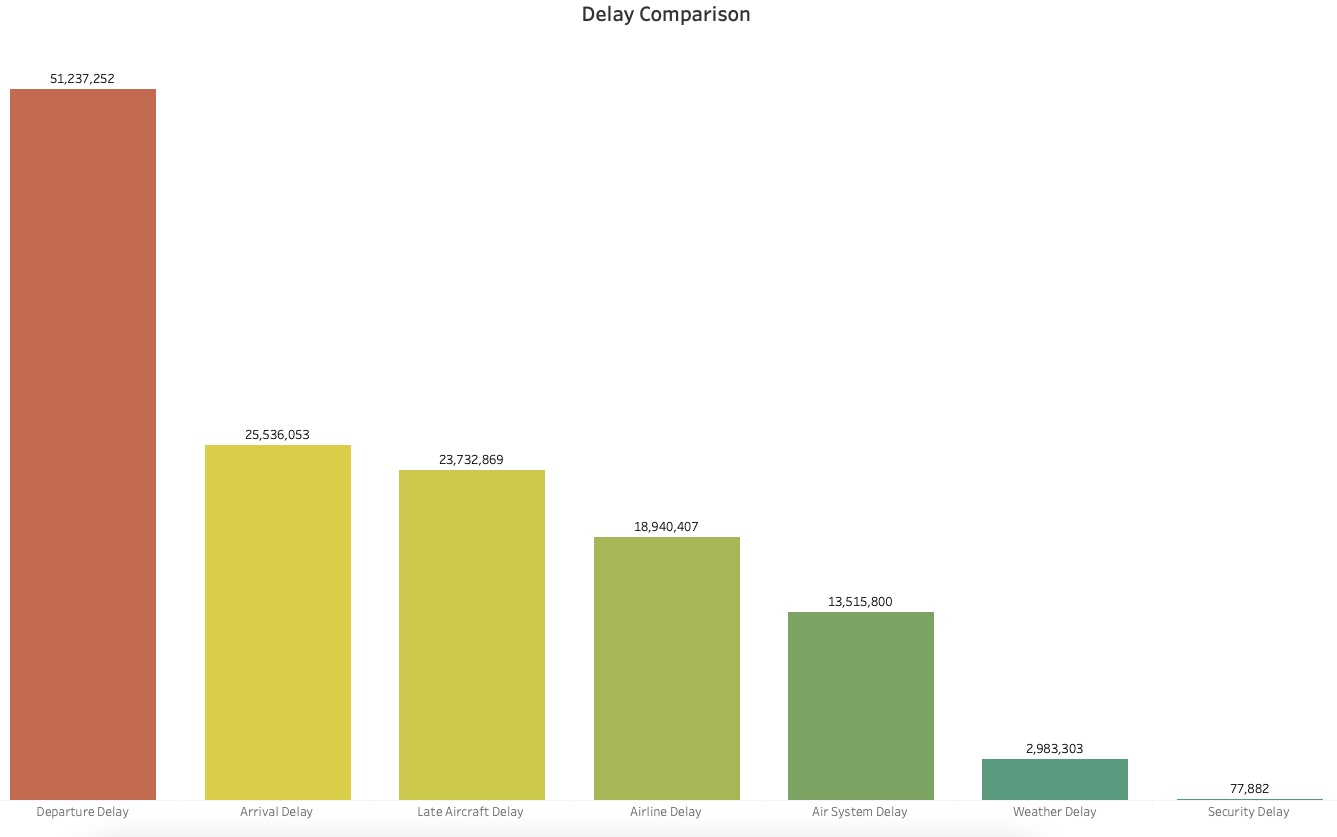 Delay Comparison
51,237,252
25,536,053
23,732,869
18,940,407
13,515,800
2,983,303
77,882
Departure Delay
Arrival Delay
Late Aircraft Delay
Airline Delay
Air System Delay
Weather Delay
Security Delay